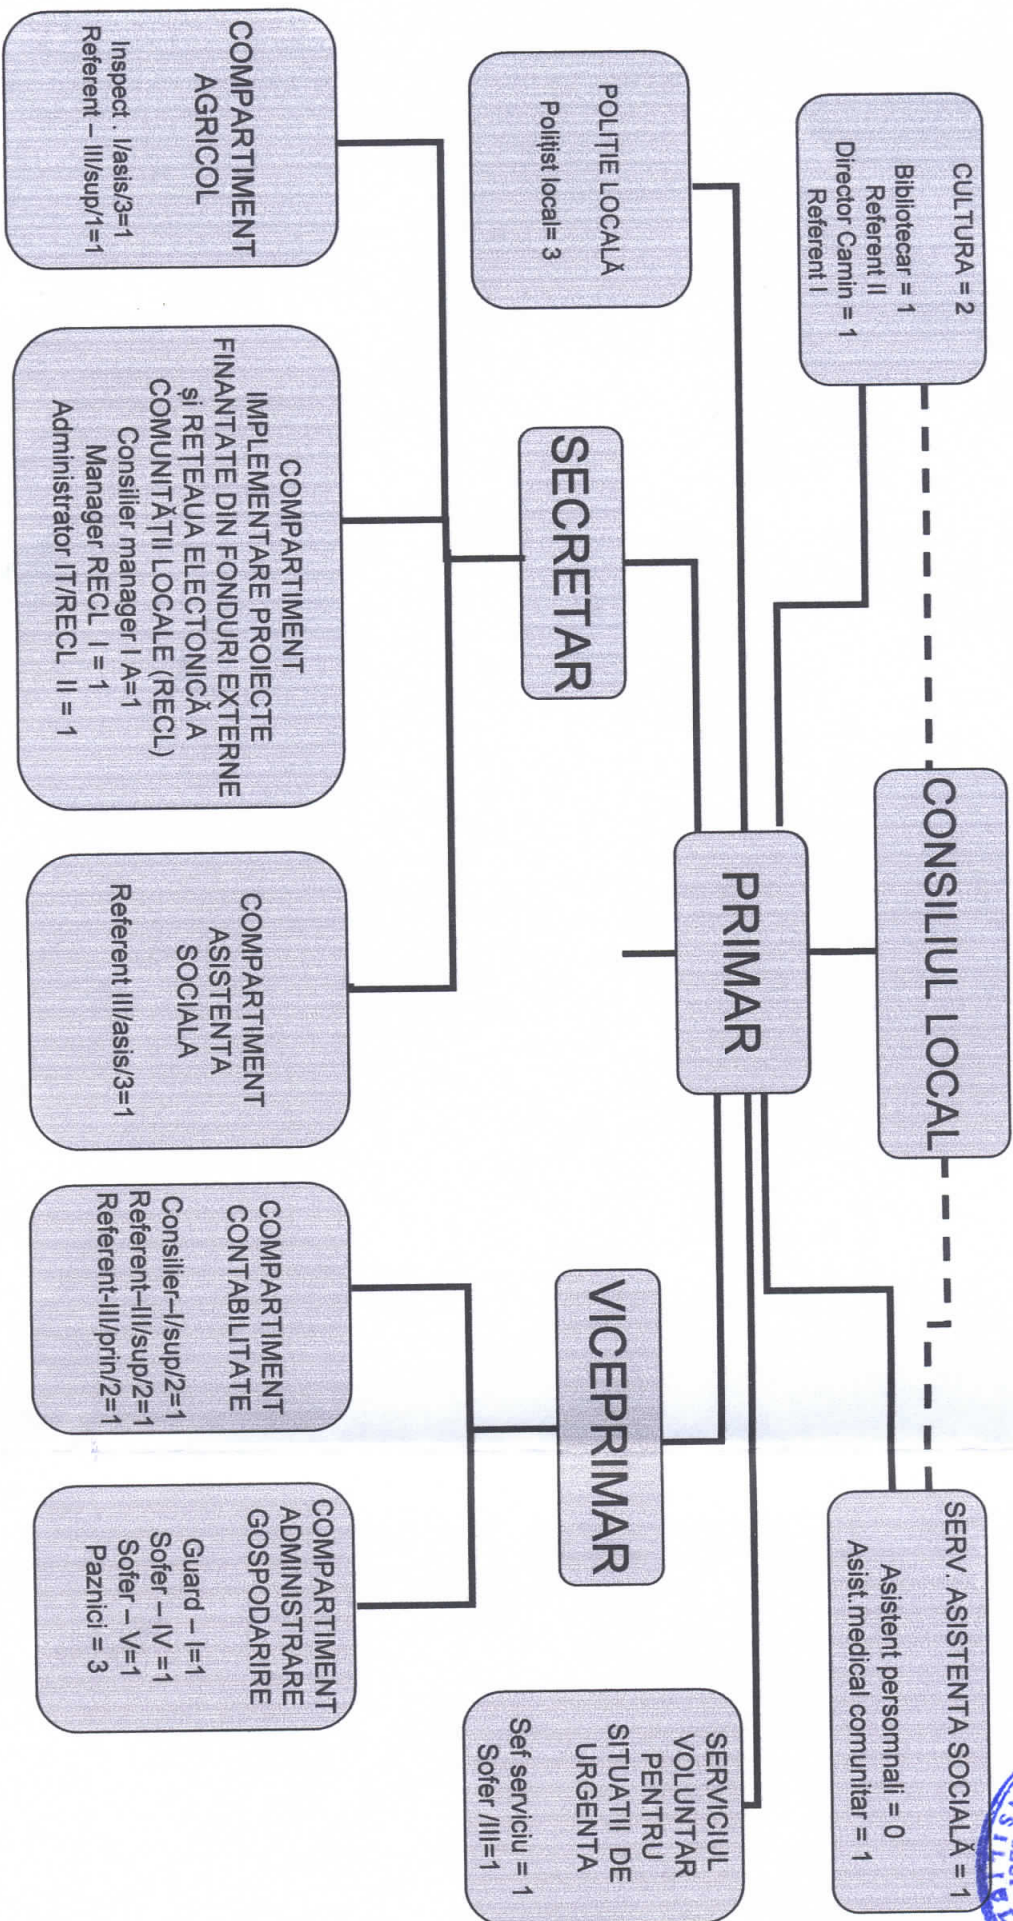 CONSILIUL LOCAL
CULTURA = 2
Bibliotecar = 1
Referent II
Director Camin = 1
Referent I
SERV. ASISTENTA SOCIALĂ = 1
Asistent persomnali = 0
Asist.medical comunitar = 1
PRIMAR
POLIȚIE LOCALĂ
Polițist local= 3
SECRETAR
VICEPRIMAR
SERVICIUL
VOLUNTAR
PENTRU
SITUATII DE
URGENTA
Sef serviciu = 1
Sofer /III=1
COMPARTIMENT
AGRICOL
Inspect . I/asis/3=1
Referent – III/sup/1=1
COMPARTIMENT
IMPLEMENTARE PROIECTE
FINANTATE DIN FONDURI EXTERNE
și RETEAUA ELECTONICĂ A
COMUNITĂȚII LOCALE (RECL)
Consilier manager I A=1
Manager RECL I = 1
Administrator IT/RECL II = 1
COMPARTIMENT
ASISTENTA
SOCIALA
Referent III/asis/3=1
COMPARTIMENT
CONTABILITATE
Consilier–I/sup/2=1
Referent–III/sup/2=1
Referent-III/prin/2=1
COMPARTIMENT
ADMINISTRARE
GOSPODARIRE
Guard – I=1
Sofer – IV =1
Sofer – V=1
Paznici = 3